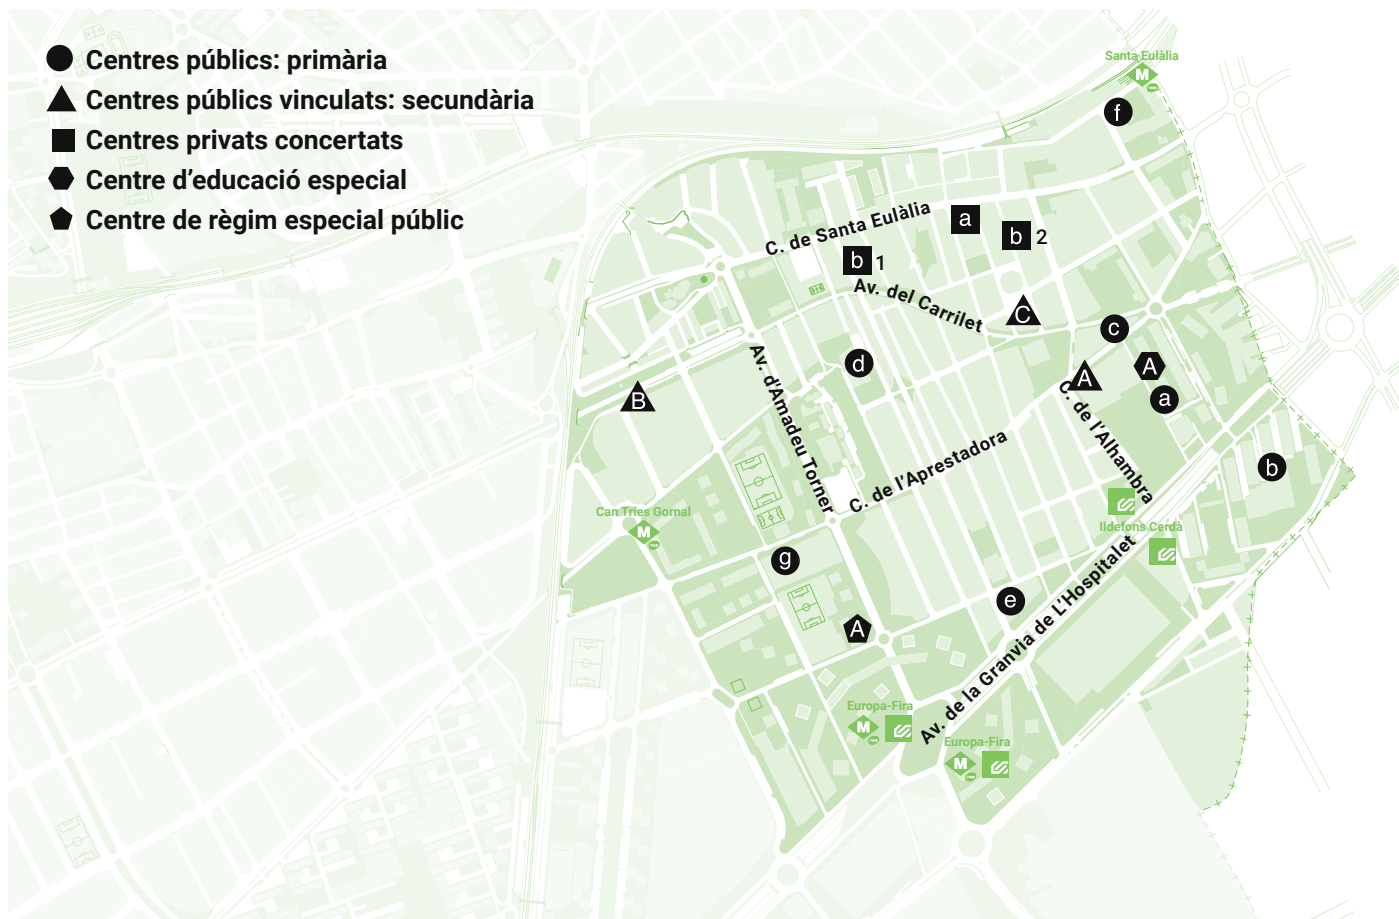 Centres públics: primària
Centres públics vinculats: secundària
Centres privats concertats
Centre d’educació especial
Centre de règim especial públic
Santa Eulàlia
M
f
C. de Santa Eulàlia
a
b 2
b 1
Av. del Carrilet
C
c
d
A
A
a
B
Av. d'Amadeu Torner
C. de l’Alhambra
C. de l’Aprestadora
b
Can Tries Gornal
M
Ildefons Cerdà
g
e
A
Av. de la Granvia de L’Hospitalet
Europa-Fira
M
Europa-Fira
M